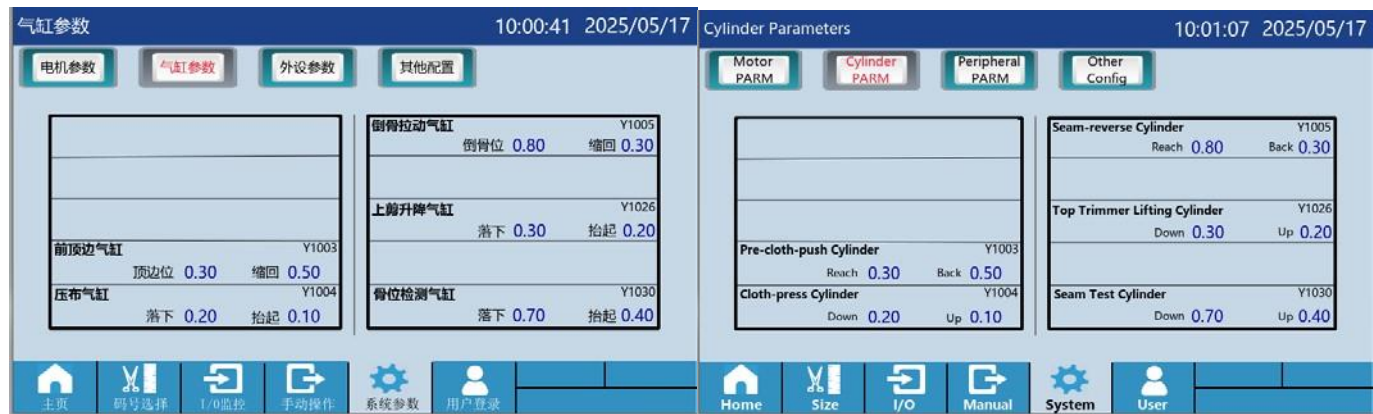 气缸参数 10:00:41 2025/05/17
电机参数 气缸参数 外设参数 其他配置
倒骨拉动气缸 Y1005
倒骨位 0.80 缩回 0.30
上剪升降气缸 Y1026
落下 0.30 抬起 0.20
前顶边气缸 Y1003
顶边位 0.30 缩回 0.50
压布气缸 Y1004
落下 0.20 抬起 0.10
骨位检测气缸 Y1030
落下 0.70 抬起 0.40
主页 码号选择 I/0监控 手动操作 系统参数 用户登录
Cylinder Parameters 10:01:07 2025/05/17
Motor PARM Cylinder PARM Peripheral PARM Other Config
Seam-reverse Cylinder Y1005
Reach 0.80 Back 0.30
Top Trimmer Lifting Cylinder Y1026
Down 0.30 Up 0.20
Pre-cloth-push Cylinder Y1003
Reach 0.30 Back 0.50
Cloth-press Cylinder Y1004
Down 0.20 Up 0.10
Seam Test Cylinder Y1030
Down 0.70 Up 0.40
Home Size I/O Manual System User